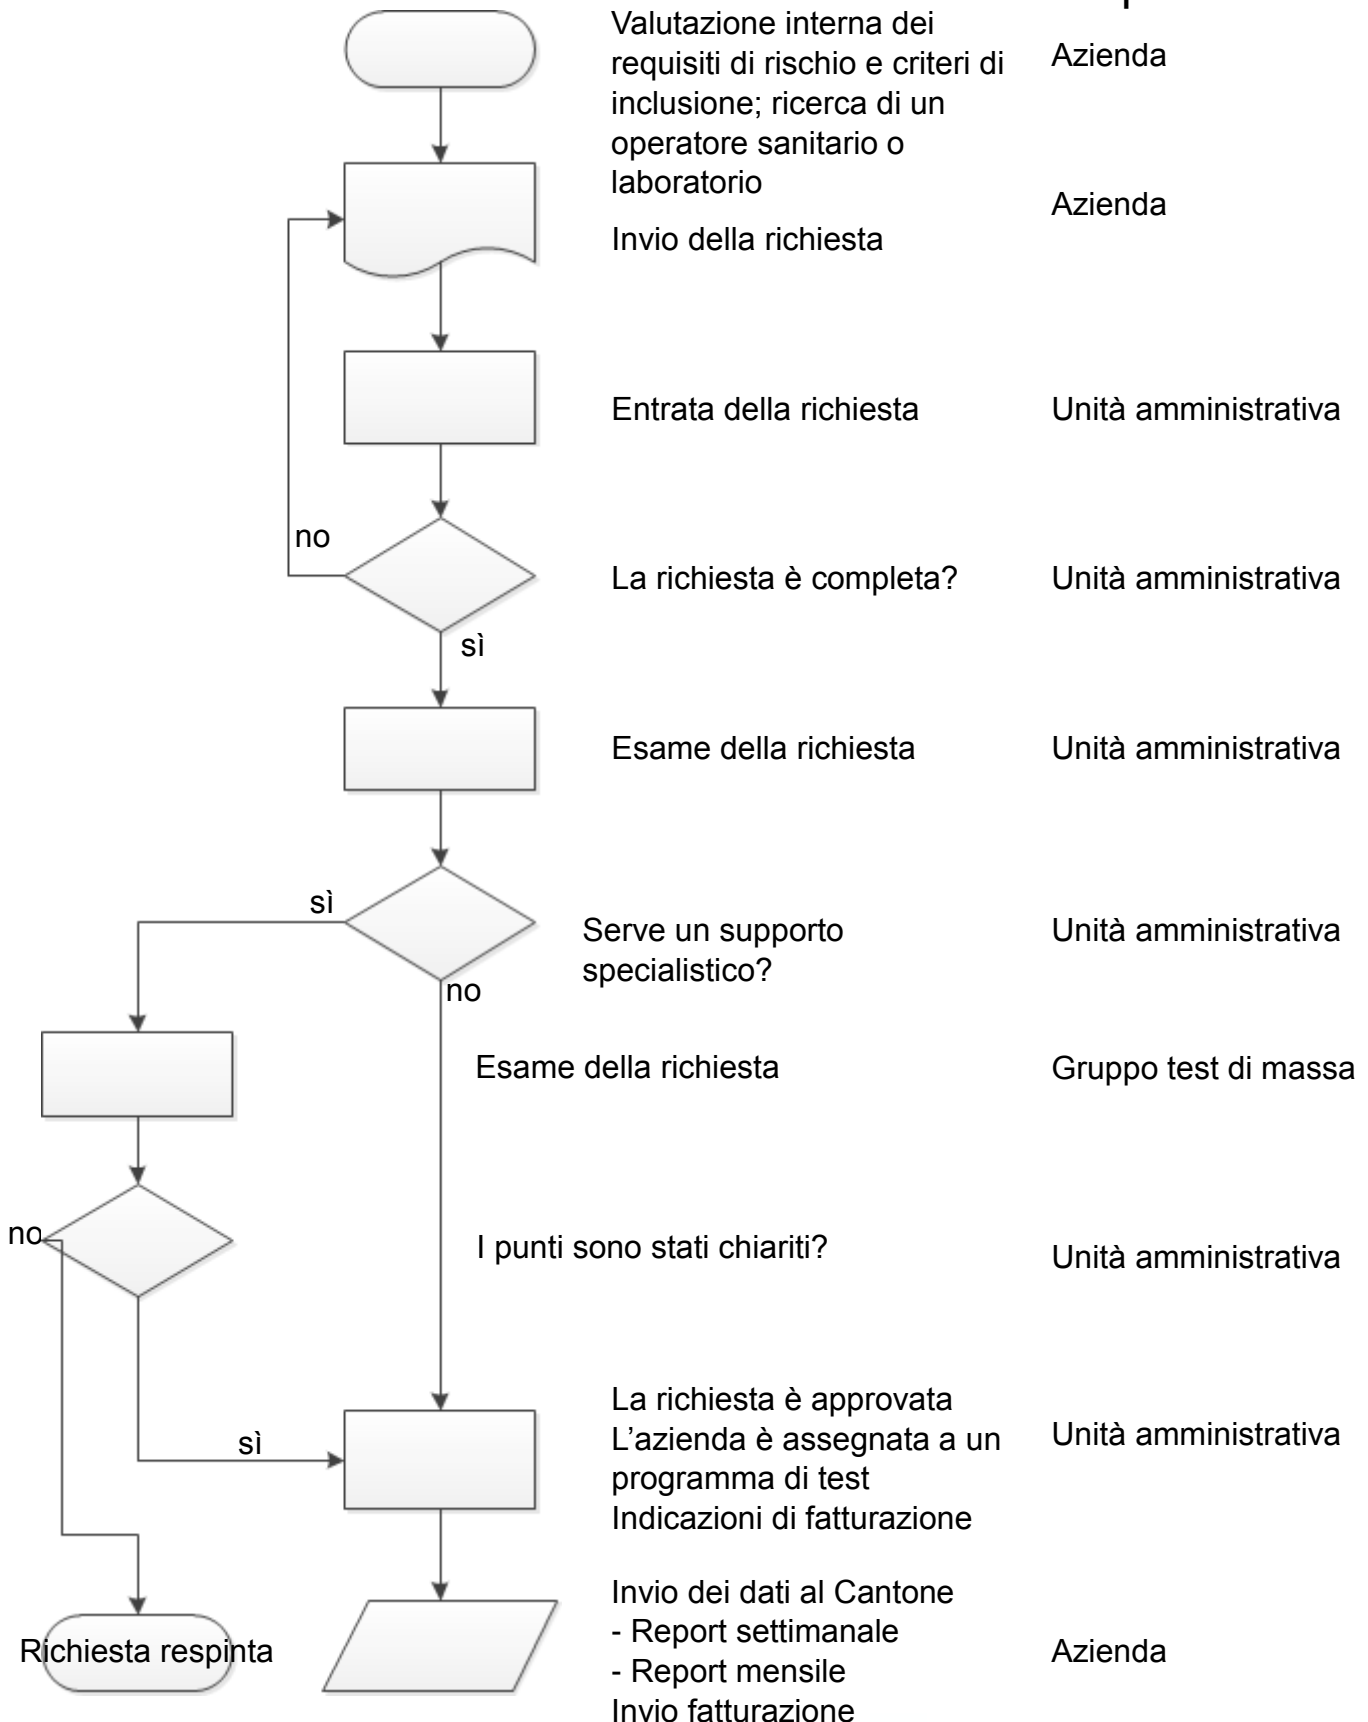 Valutazione interna dei
requisiti di rischio e criteri di
inclusione; ricerca di un
operatore sanitario o
laboratorio
Azienda
Invio della richiesta
Azienda
Entrata della richiesta
Unità amministrativa
no
La richiesta è completa?
Unità amministrativa
sì
Esame della richiesta
Unità amministrativa
sì
Serve un supporto
specialistico?
Unità amministrativa
no
Esame della richiesta
Gruppo test di massa
no
I punti sono stati chiariti?
Unità amministrativa
sì
La richiesta è approvata
L’azienda è assegnata a un
programma di test
Indicazioni di fatturazione
Unità amministrativa
Richiesta respinta
Invio dei dati al Cantone
- Report settimanale
- Report mensile
Invio fatturazione
Azienda